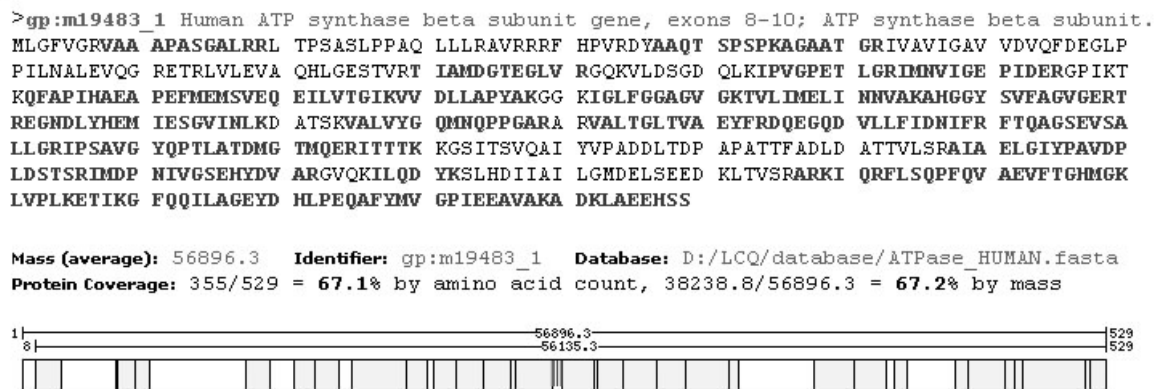 >gp:m19483_1 Human ATP synthase beta subunit gene, exons 8-10; ATP synthase beta subunit.
MLGFVGRVAA APASGALRRL TPSASLPPAQ LLLRAVRRRF HPVRDYAAQT SPSPKAGAAT GRIVAVIGAV VDVQFDEGLP
PILNALEVQG RETRLVLEVA QHLGESTVRT IAMDGTEGLV RGQKVLDSGD QLKIPVGPET LGRIMNVIGE PIDERGPIKT
KQFAPIHAEA PEFMEMSVEQ EILVTGIKVV DLLAPYAKGG KIGLFGGAGV GKTVLIMELI NNVAKAHGGY SVFAGVGERT
REGNDLYHEM IESGVINLKD ATSKVALVYG QMNQPPGARA RVALTGLTVA EYFRDQEGQD VLLFIDNIFR FTQAGSEVSA
LLGRIPSAVG YQPTLATDMG TMQERITTTK KGSITSVQAI YVPADDLTDP APATTFADLD ATTVLSRAIA ELGIYPAVDP
LDSTSRIMDP NIVGSEHYDV ARGVQKILQD YKSLHDIIAI LGMDELSEED KLTVSRARKI QRFLSQPFQV AEVFTGHMGK
LVPLKETIKG FQQILAGEYD HLPEQAFYMV GPIEEAVAKA DKLAEEHSS
Mass (average): 56896.3 Identifier: gp:m19483_1 Database: D:/LCQ/database/ATPase_HUMAN.fasta
Protein Coverage: 355/529 = 67.1% by amino acid count, 38238.8/56896.3 = 67.2% by mass
1 56896.3 529
8 56135.3 529